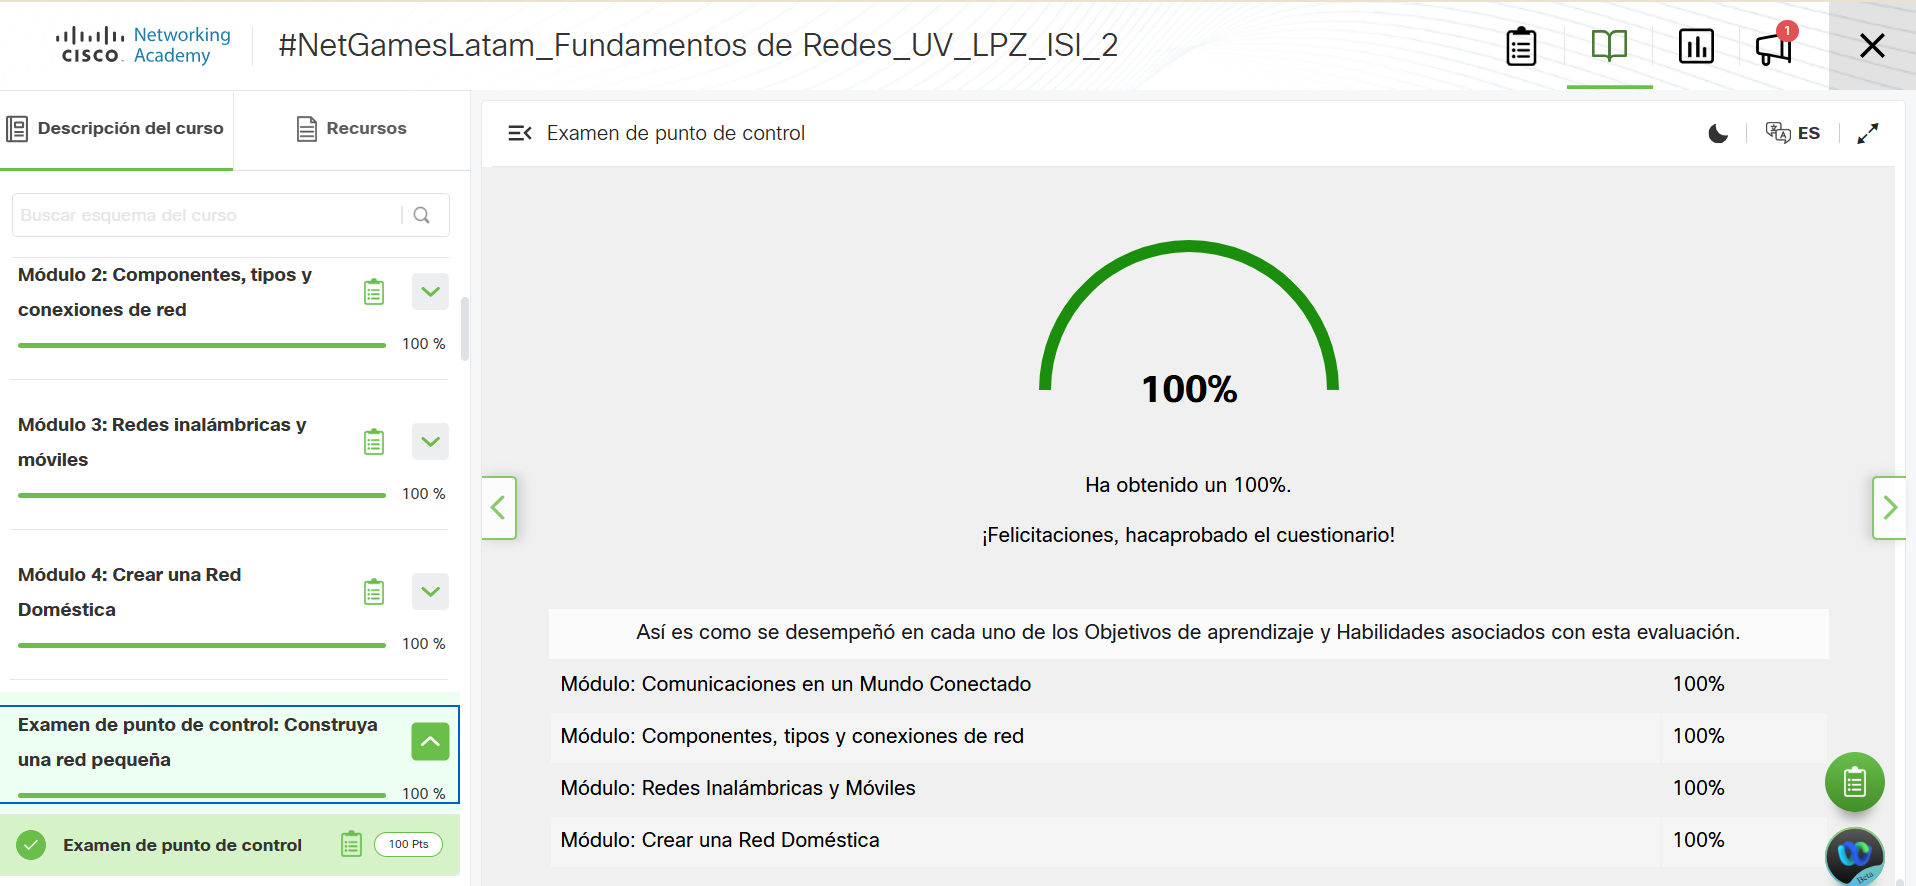 CISCO Networking Academy
#NetGamesLatam_Fundamentos de Redes_UV_LPZ_ISI_2
1
Descripción del curso
Recursos
Buscar esquema del curso
Módulo 2: Componentes, tipos y
conexiones de red
100 %
Módulo 3: Redes inalámbricas y
móviles
100 %
Módulo 4: Crear una Red
Doméstica
100 %
Examen de punto de control: Construya
una red pequeña
100 %
Examen de punto de control
100 Pts
Examen de punto de control
ES
100%
Ha obtenido un 100%.
¡Felicitaciones, hacaprobado el cuestionario!
Así es como se desempeñó en cada uno de los Objetivos de aprendizaje y Habilidades asociados con esta evaluación.
Módulo: Comunicaciones en un Mundo Conectado 100%
Módulo: Componentes, tipos y conexiones de red 100%
Módulo: Redes Inalámbricas y Móviles 100%
Módulo: Crear una Red Doméstica 100%
Beta